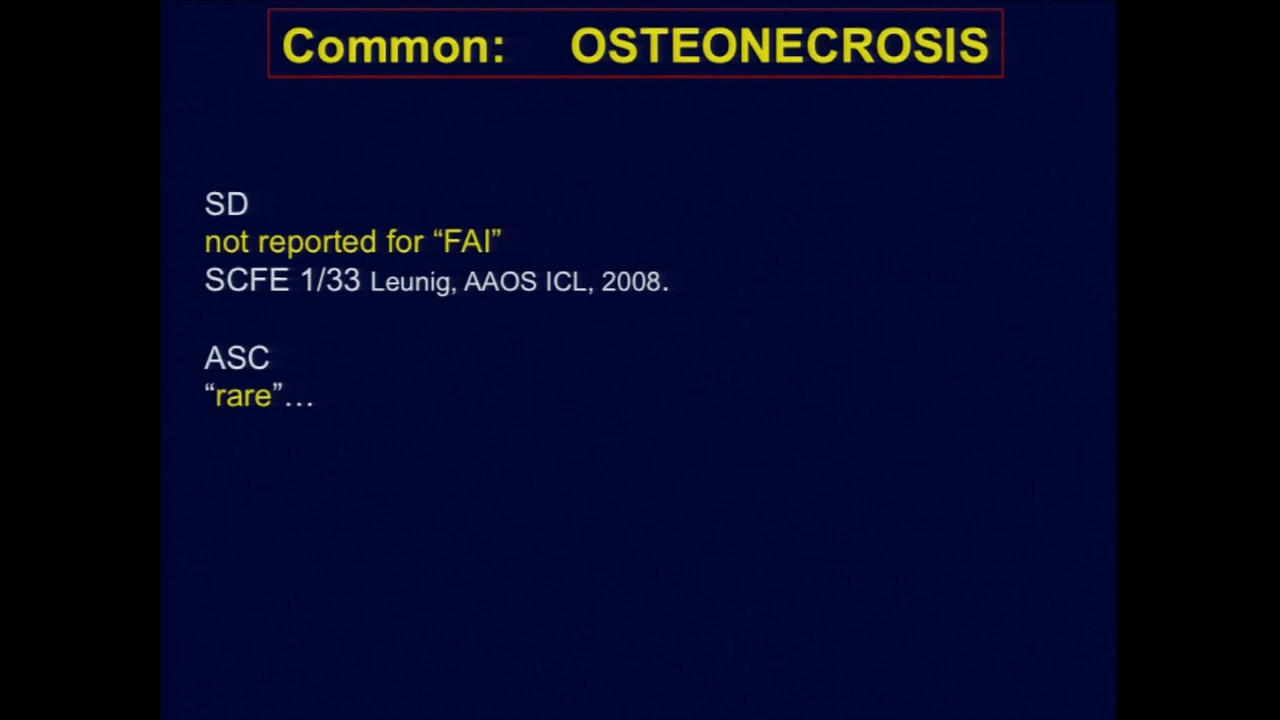 Common: OSTEONECROSIS
SD
not reported for “FAI”
SCFE 1/33 Leunig, AAOS ICL, 2008.
ASC
“rare”…